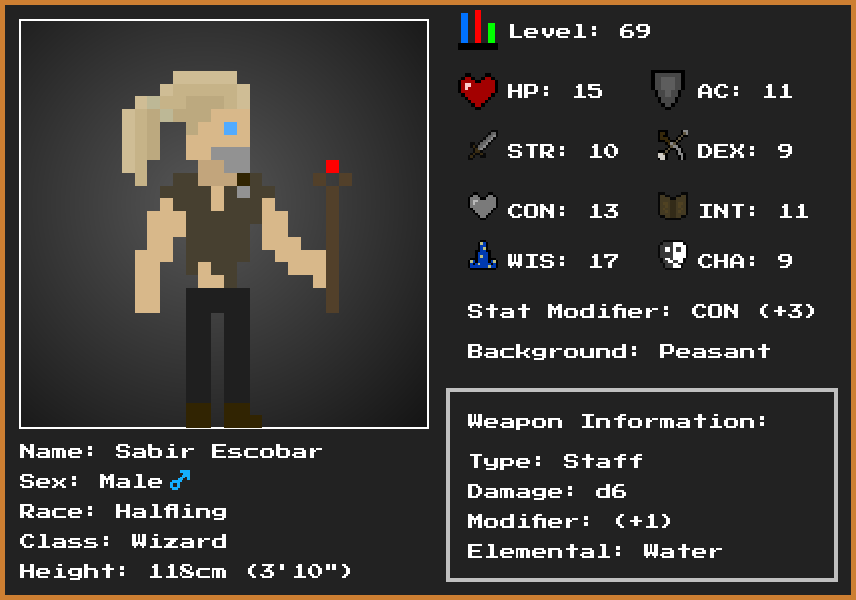 Level: 69
HP: 15
AC: 11
STR: 10
DEX: 9
CON: 13
INT: 11
WIS: 17
CHA: 9
Stat Modifier: CON (+3)
Background: Peasant
Weapon Information:
Type: Staff
Damage: d6
Modifier: (+1)
Elemental: Water
Name: Sabir Escobar
Sex: Male♂
Race: Halfling
Class: Wizard
Height: 118cm (3'10")